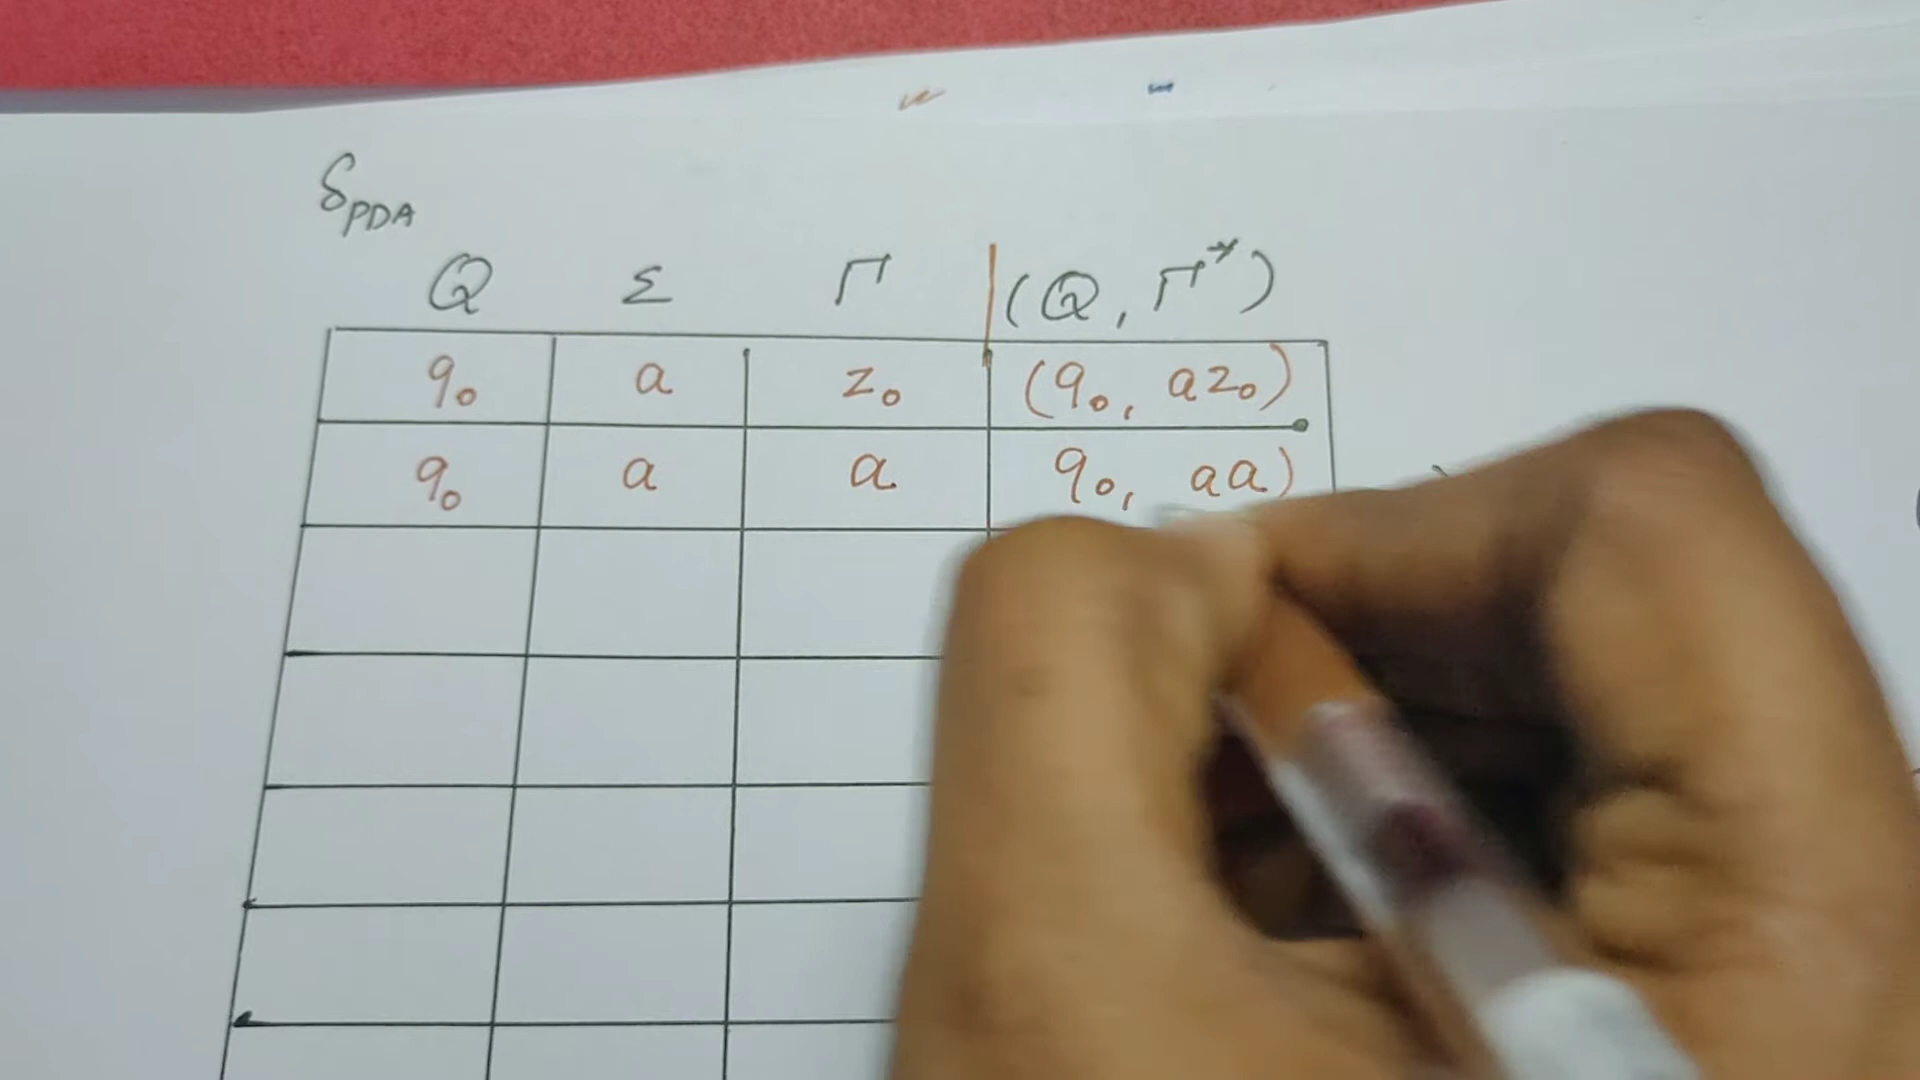 δPDA
Q Σ Γ (Q, Γ*)
q₀ a z₀ (q₀, az₀)
q₀ a a q₀, aa)